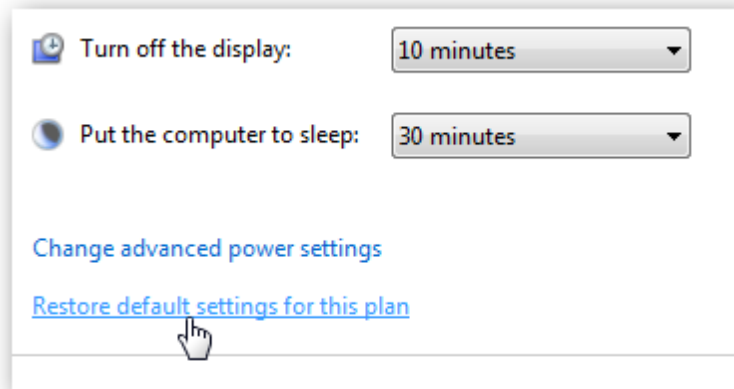 Turn off the display: 10 minutes
Put the computer to sleep: 30 minutes
Change advanced power settings
Restore default settings for this plan